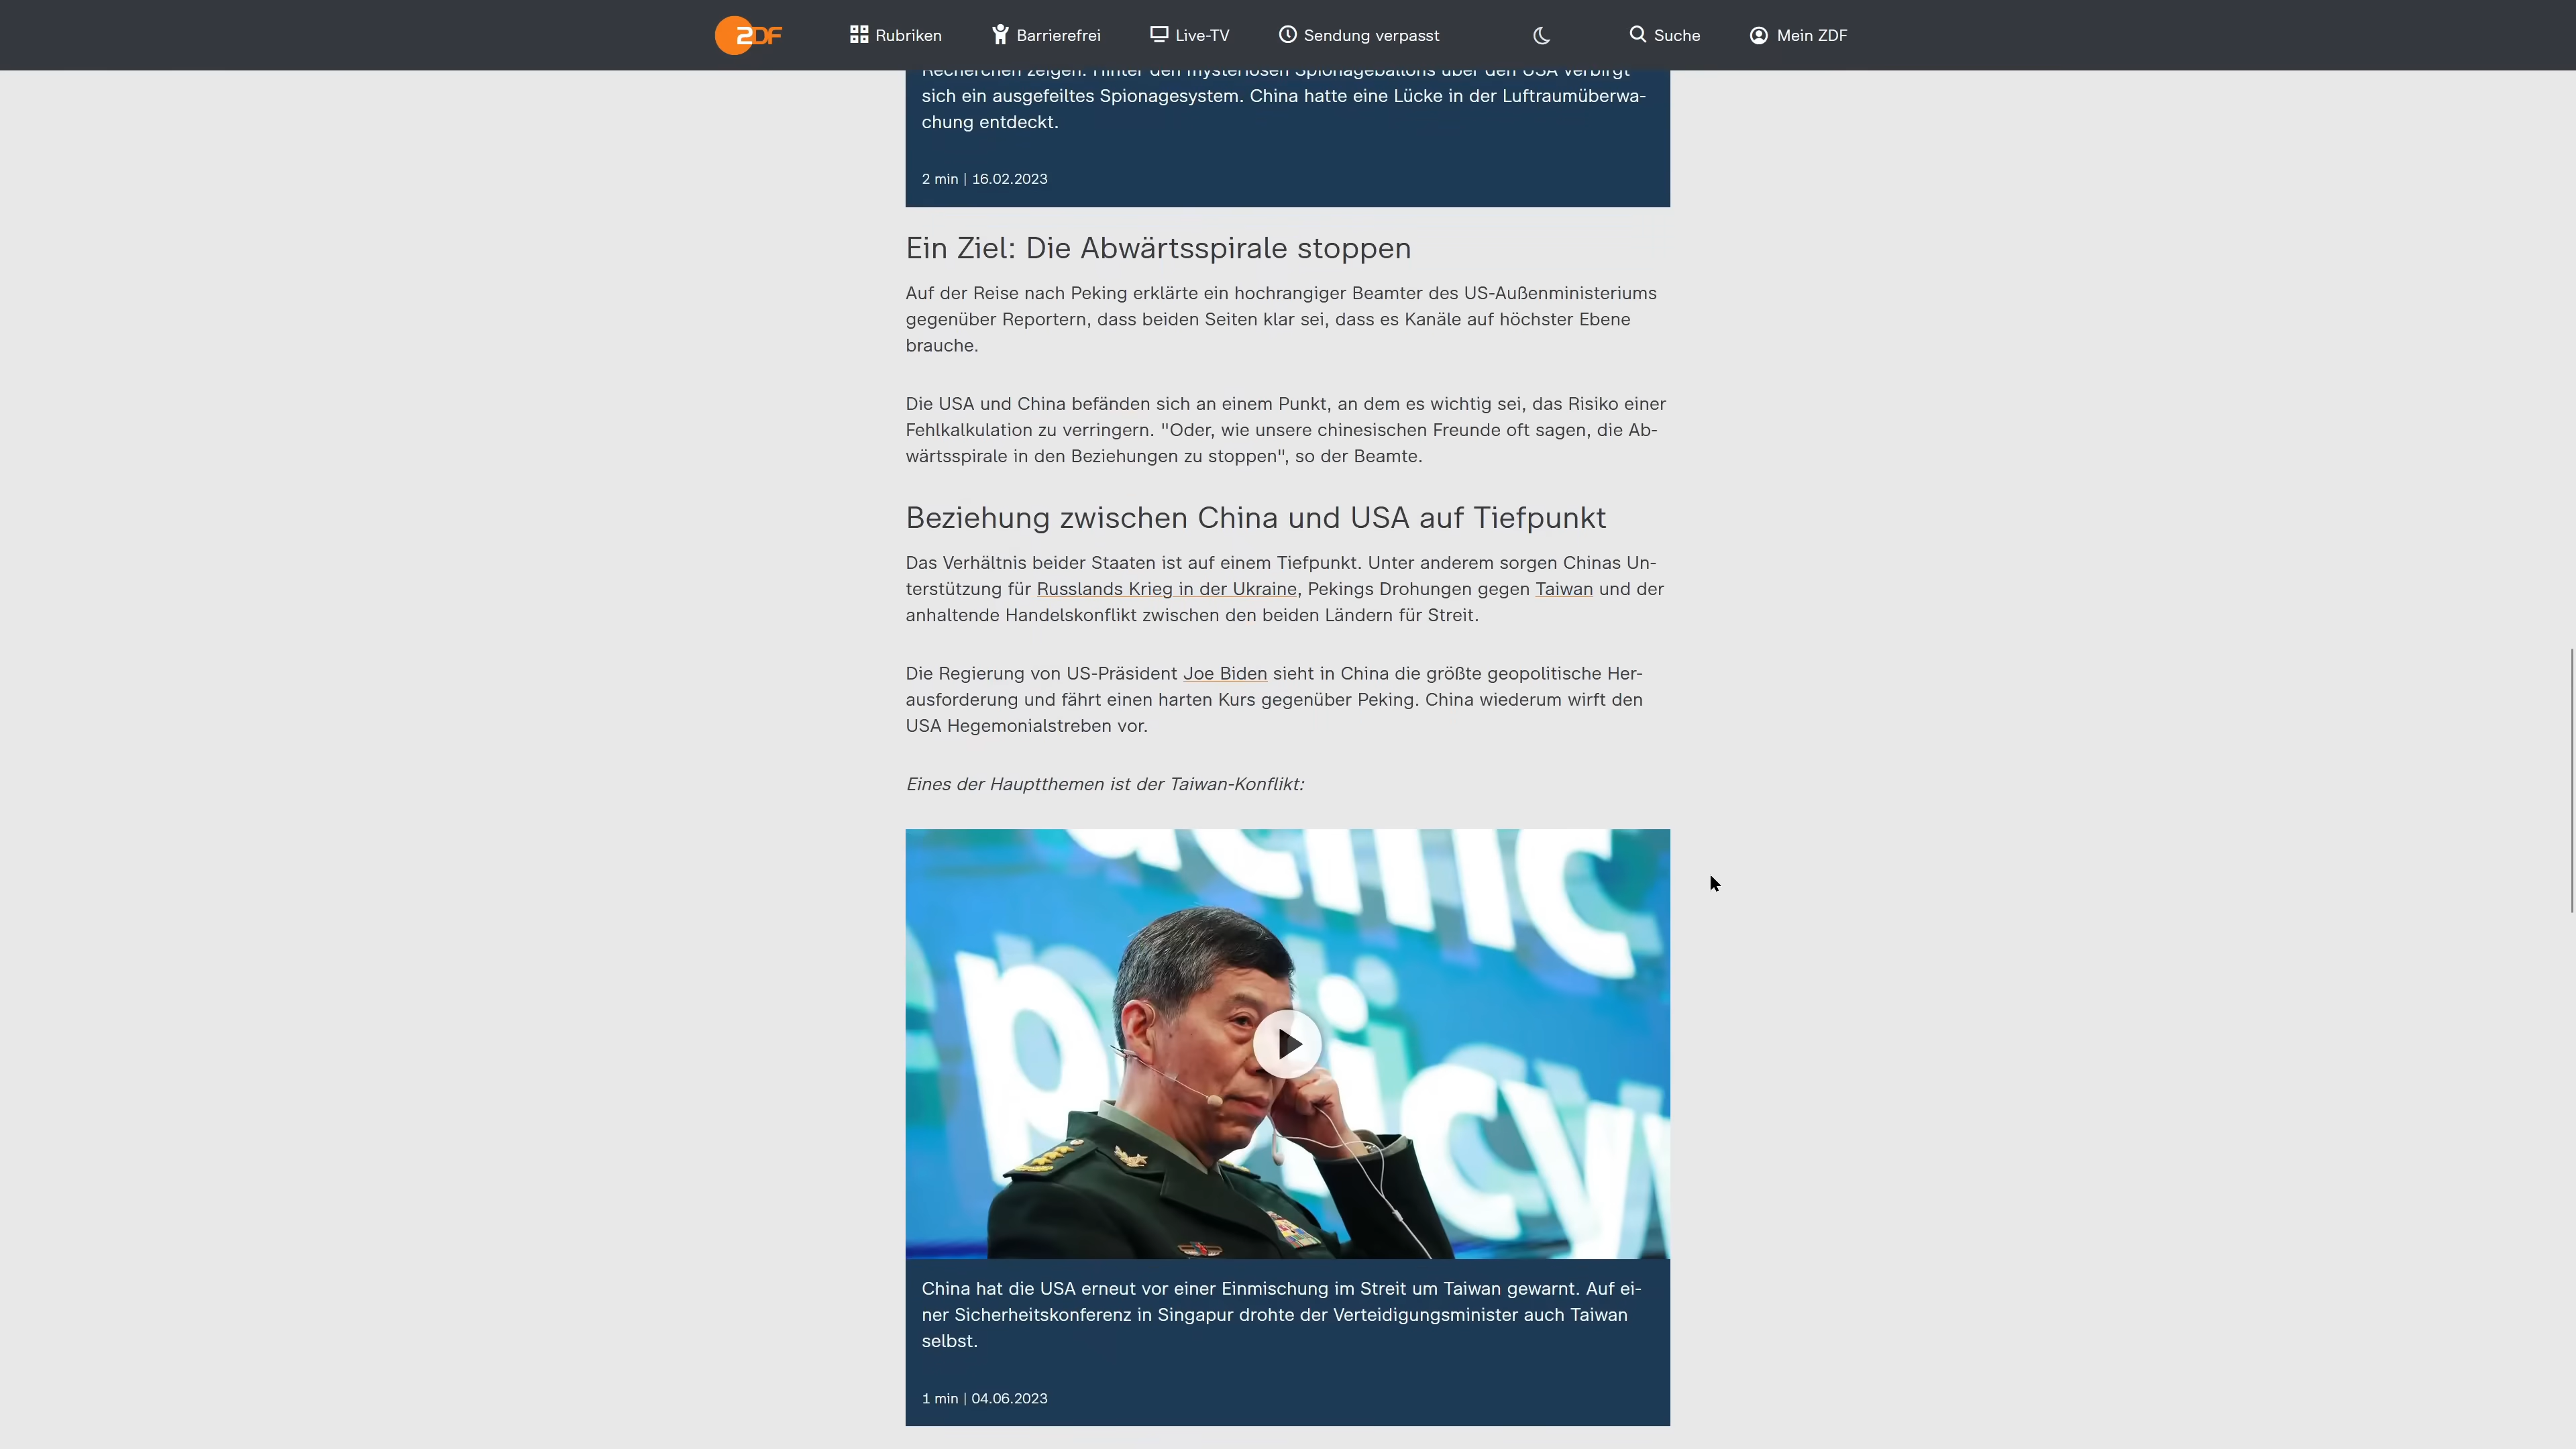 ZDF Rubriken Barrierefrei Live-TV Sendung verpasst Suche Mein ZDF
Recherchen zeigen: Hinter den mysteriösen Spionageballons über den USA verbirgt
sich ein ausgefeiltes Spionagesystem. China hatte eine Lücke in der Luftraumüberwa-
chung entdeckt.
2 min | 16.02.2023
Ein Ziel: Die Abwärtsspirale stoppen
Auf der Reise nach Peking erklärte ein hochrangiger Beamter des US-Außenministeriums
gegenüber Reportern, dass beiden Seiten klar sei, dass es Kanäle auf höchster Ebene
brauche.
Die USA und China befänden sich an einem Punkt, an dem es wichtig sei, das Risiko einer
Fehlkalkulation zu verringern. "Oder, wie unsere chinesischen Freunde oft sagen, die Ab-
wärtsspirale in den Beziehungen zu stoppen", so der Beamte.
Beziehung zwischen China und USA auf Tiefpunkt
Das Verhältnis beider Staaten ist auf einem Tiefpunkt. Unter anderem sorgen Chinas Un-
terstützung für Russlands Krieg in der Ukraine, Pekings Drohungen gegen Taiwan und der
anhaltende Handelskonflikt zwischen den beiden Ländern für Streit.
Die Regierung von US-Präsident Joe Biden sieht in China die größte geopolitische Her-
ausforderung und fährt einen harten Kurs gegenüber Peking. China wiederum wirft den
USA Hegemonialstreben vor.
Eines der Hauptthemen ist der Taiwan-Konflikt:
China hat die USA erneut vor einer Einmischung im Streit um Taiwan gewarnt. Auf ei-
ner Sicherheitskonferenz in Singapur drohte der Verteidigungsminister auch Taiwan
selbst.
1 min | 04.06.2023